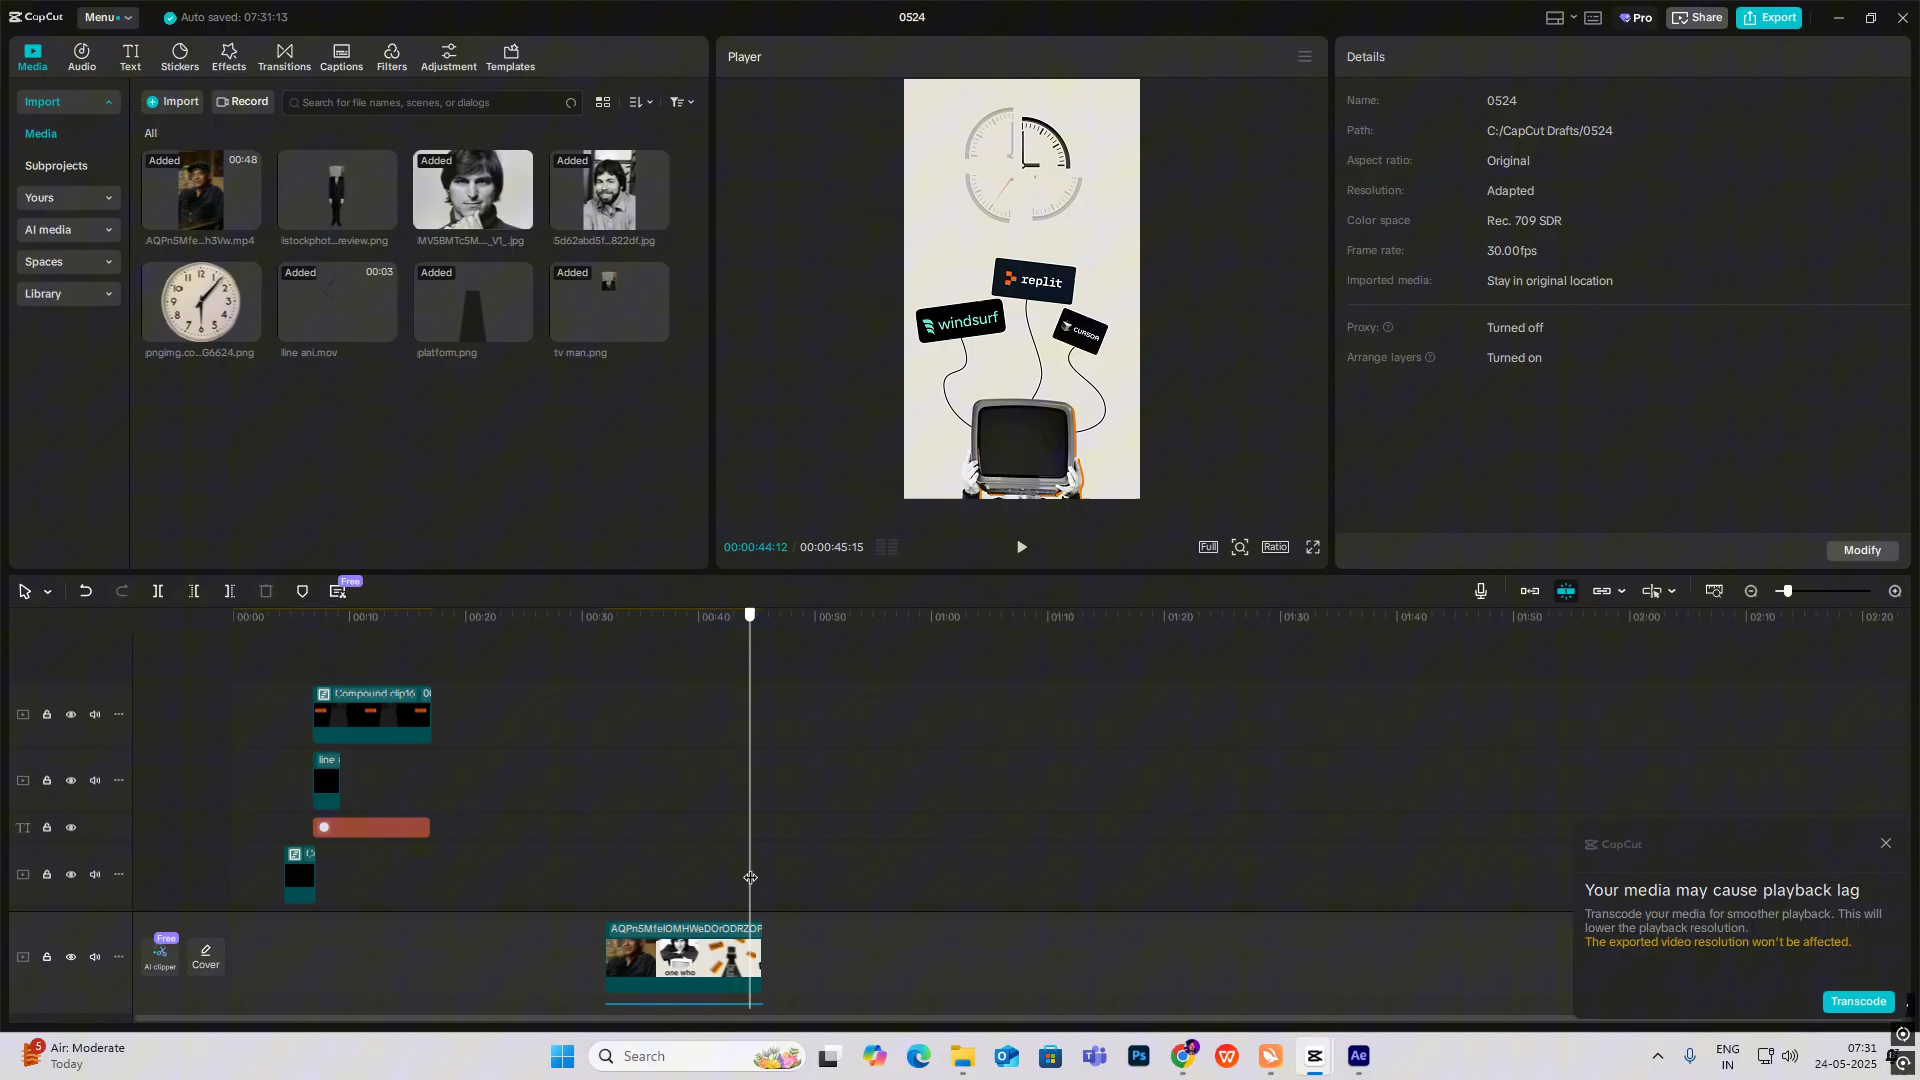 CapCut
Menu
Auto saved: 07:31:13
0524
Pro
Share
Export
Media
Audio
Text
Stickers
Effects
Transitions
Captions
Filters
Adjustment
Templates
Player
Details
Import
Import
Record
Search for file names, scenes, or dialogs
Media
All
Subprojects
Yours
AI media
Spaces
Library
Added 00:48
Added
Added
AQPn5Mfe...h3Vw.mp4
istockphot...review.png
MV5BMTc5M...._V1_.jpg
5d62abd5f...822df.jpg
Added 00:03
Added
Added
pngimg.co...G6624.png
line ani.mov
platform.png
tv man.png
replit
windsurf
CURSOR
00:00:44:12 / 00:00:45:15
Full
Ratio
Name: 0524
Path: C:/CapCut Drafts/0524
Aspect ratio: Original
Resolution: Adapted
Color space Rec. 709 SDR
Frame rate: 30.00fps
Imported media: Stay in original location
Proxy: Turned off
Arrange layers Turned on
Modify
Free
00:00 00:10 00:20 00:30 00:40 00:50 01:00 01:10 01:20 01:30 01:40 01:50 02:00 02:10 02:20
Compound clip16
line
TI
Free
AI clipper
Cover
AQPn5MfeIOMHWeDOrODRZOP
one who
CapCut
Your media may cause playback lag
Transcode your media for smoother playback. This will
lower the playback resolution.
The exported video resolution won't be affected.
Transcode
5
Air: Moderate
Today
Search
Ps
Ae
ENG
IN
07:31
24-05-2025